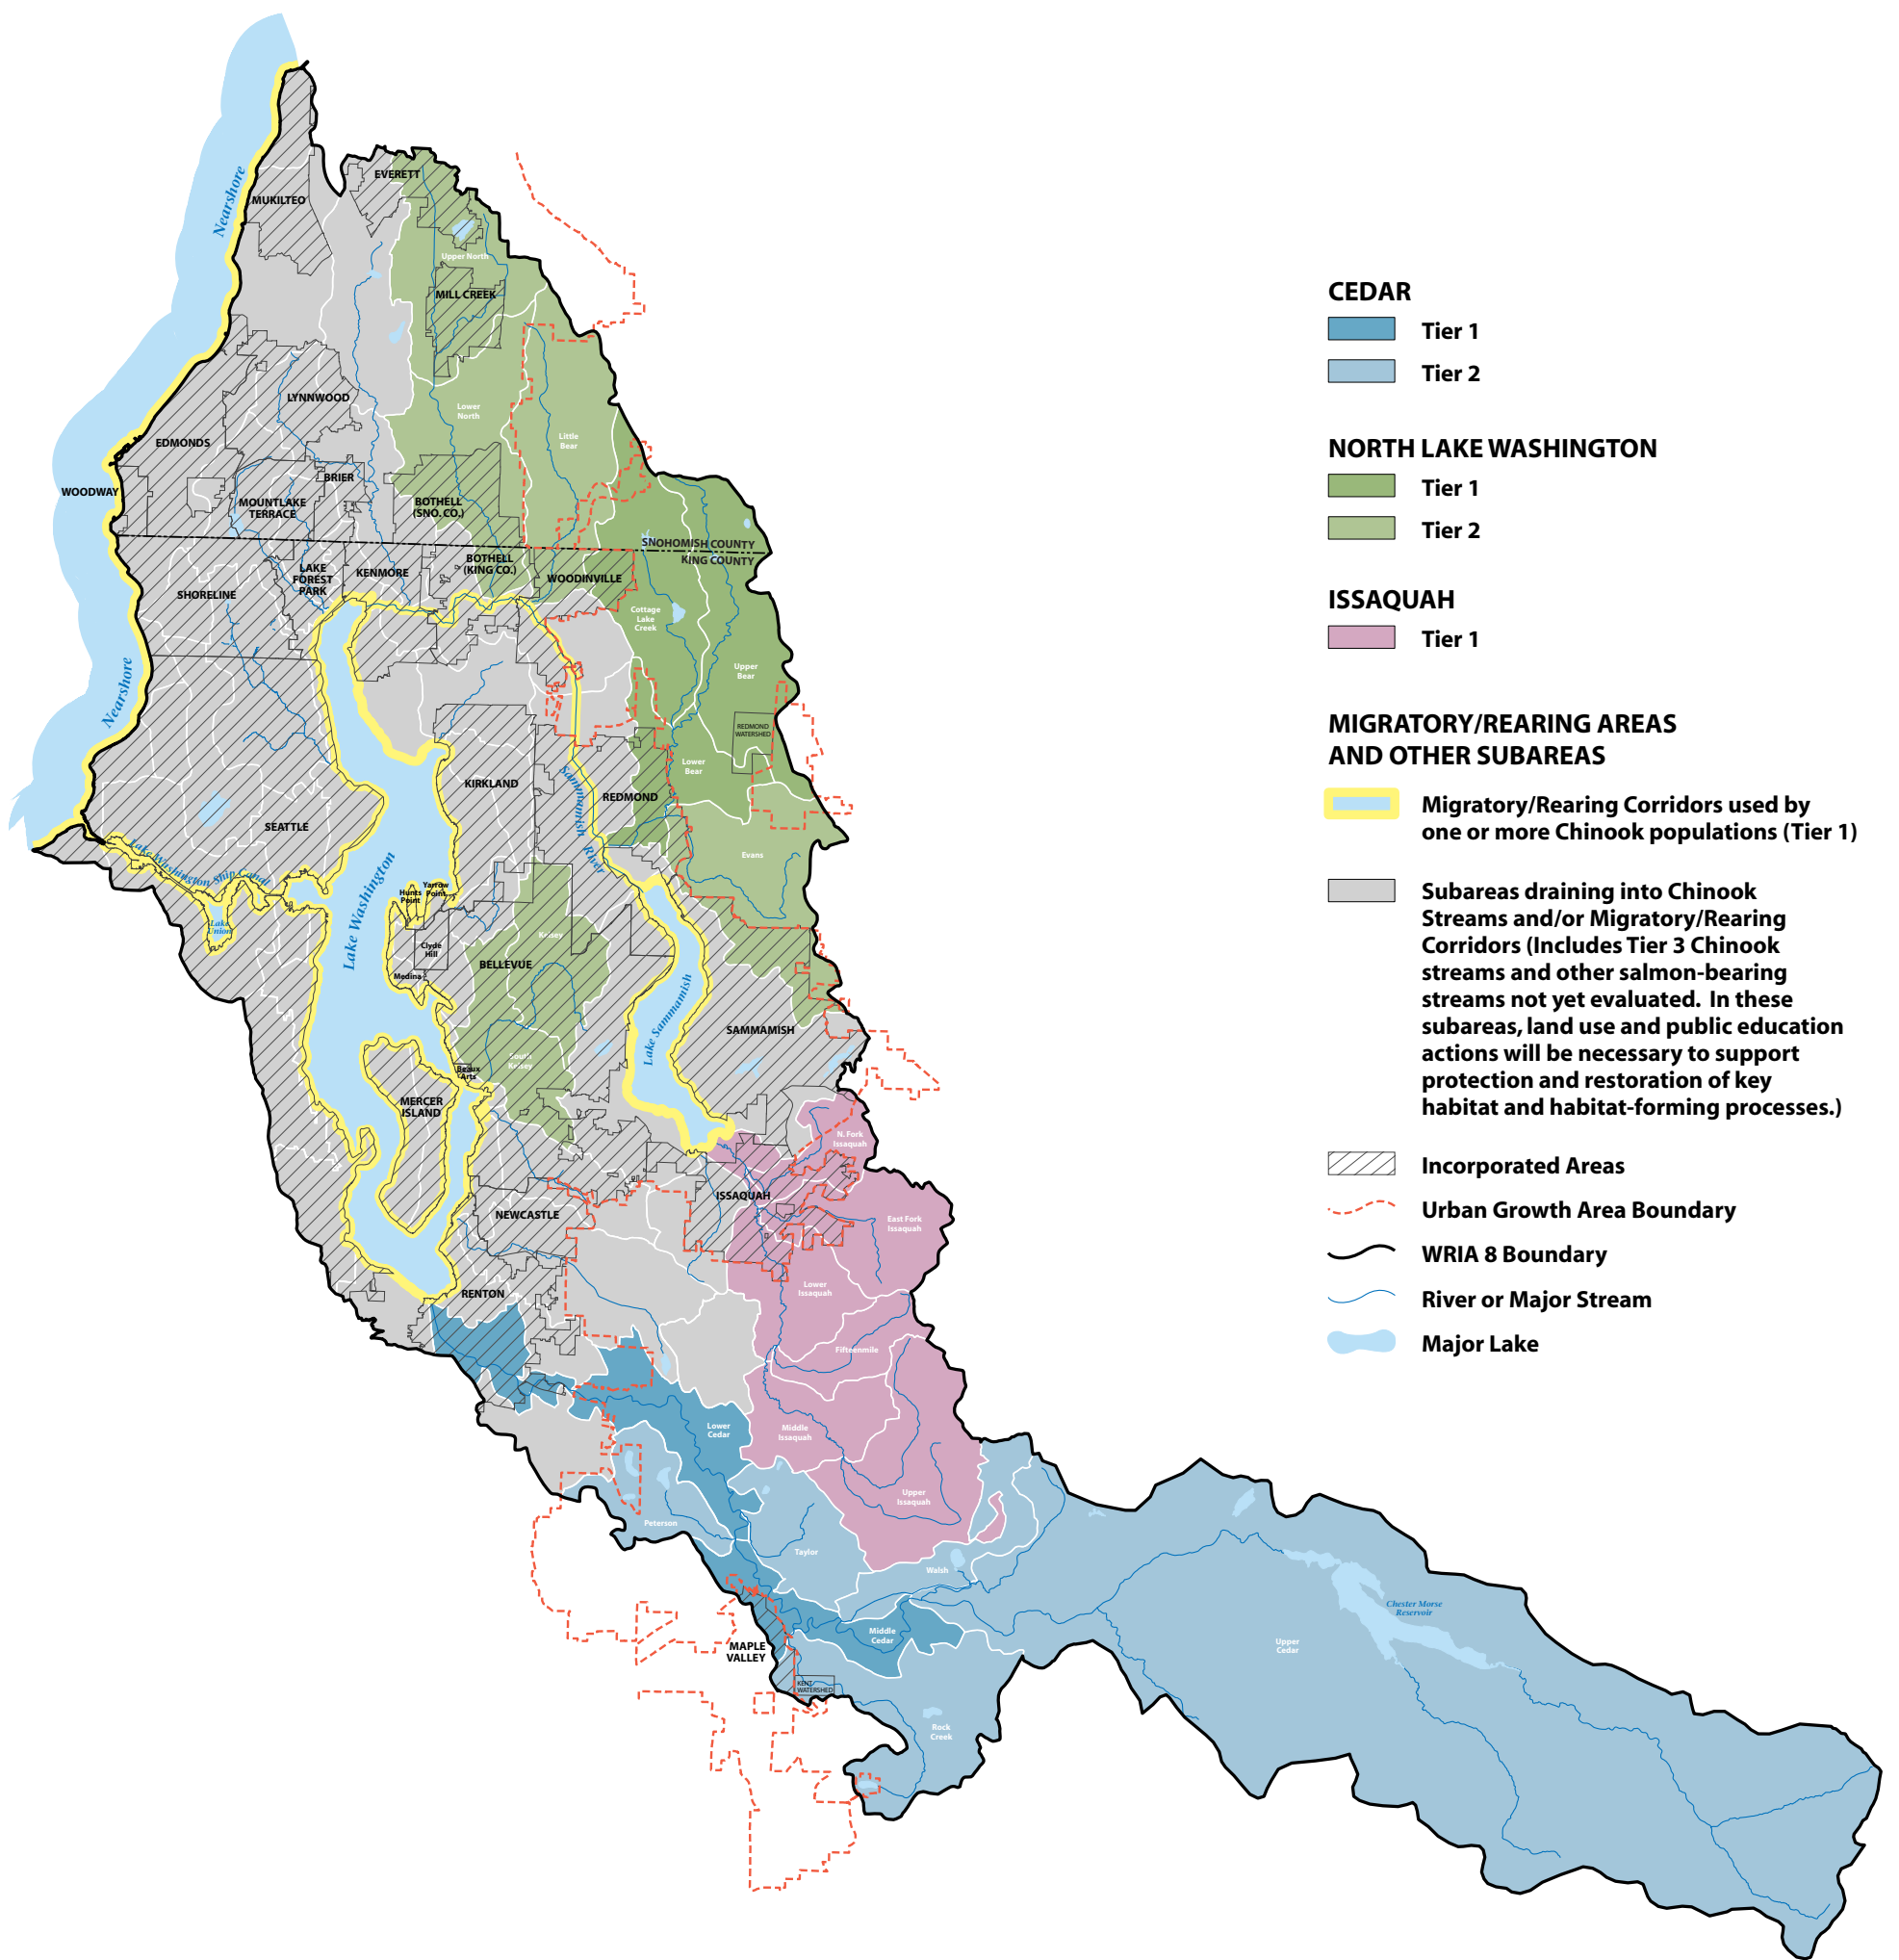 Nearshore
MUKILTEO
EVERETT
Upper North
MILL CREEK
LYNNWOOD
Lower
North
Little
Bear
EDMONDS
BRIER
WOODWAY
MOUNTLAKE
TERRACE
BOTHELL
(SNO. CO.)
SNOHOMISH COUNTY
KING COUNTY
LAKE
FOREST
PARK
KENMORE
BOTHELL
(KING CO.)
WOODINVILLE
SHORELINE
Cottage
Lake
Creek
Nearshore
Upper
Bear
REDMOND
WATERSHED
Lower
Bear
KIRKLAND
Sammamish River
REDMOND
SEATTLE
Evans
Lake Washington Ship Canal
Lake
Union
Lake Washington
Hunts
Point
Yarrow
Point
Clyde
Hill
Medina
Kelsey
BELLEVUE
Lake Sammamish
SAMMAMISH
South
Kelsey
Beaux
Arts
MERCER
ISLAND
N. Fork
Issaquah
ISSAQUAH
NEWCASTLE
East Fork
Issaquah
RENTON
Lower
Issaquah
Fifteenmile
Lower
Cedar
Middle
Issaquah
Upper
Issaquah
Peterson
Taylor
Walsh
Chester Morse
Reservoir
Middle
Cedar
Upper
Cedar
MAPLE
VALLEY
KENT
WATERSHED
Rock
Creek
CEDAR
Tier 1
Tier 2
NORTH LAKE WASHINGTON
Tier 1
Tier 2
ISSAQUAH
Tier 1
MIGRATORY/REARING AREAS
AND OTHER SUBAREAS
Migratory/Rearing Corridors used by
one or more Chinook populations (Tier 1)
Subareas draining into Chinook
Streams and/or Migratory/Rearing
Corridors (Includes Tier 3 Chinook
streams and other salmon-bearing
streams not yet evaluated. In these
subareas, land use and public education
actions will be necessary to support
protection and restoration of key
habitat and habitat-forming processes.)
Incorporated Areas
Urban Growth Area Boundary
WRIA 8 Boundary
River or Major Stream
Major Lake